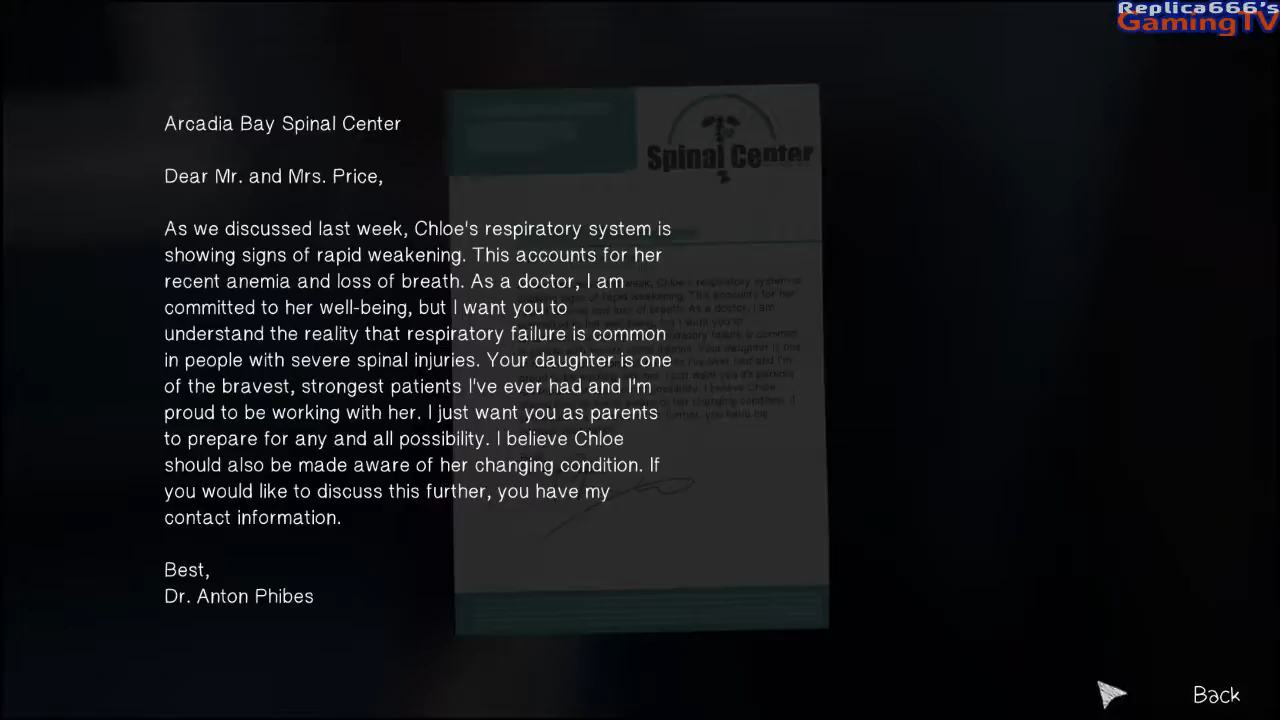 Replica666's
GamingTV
Spinal Center
Arcadia Bay Spinal Center
Dear Mr. and Mrs. Price,
As we discussed last week, Chloe's respiratory system is
showing signs of rapid weakening. This accounts for her
recent anemia and loss of breath. As a doctor, I am
committed to her well-being, but I want you to
understand the reality that respiratory failure is common
in people with severe spinal injuries. Your daughter is one
of the bravest, strongest patients I've ever had and I'm
proud to be working with her. I just want you as parents
to prepare for any and all possibility. I believe Chloe
should also be made aware of her changing condition. If
you would like to discuss this further, you have my
contact information.
Best,
Dr. Anton Phibes
Back